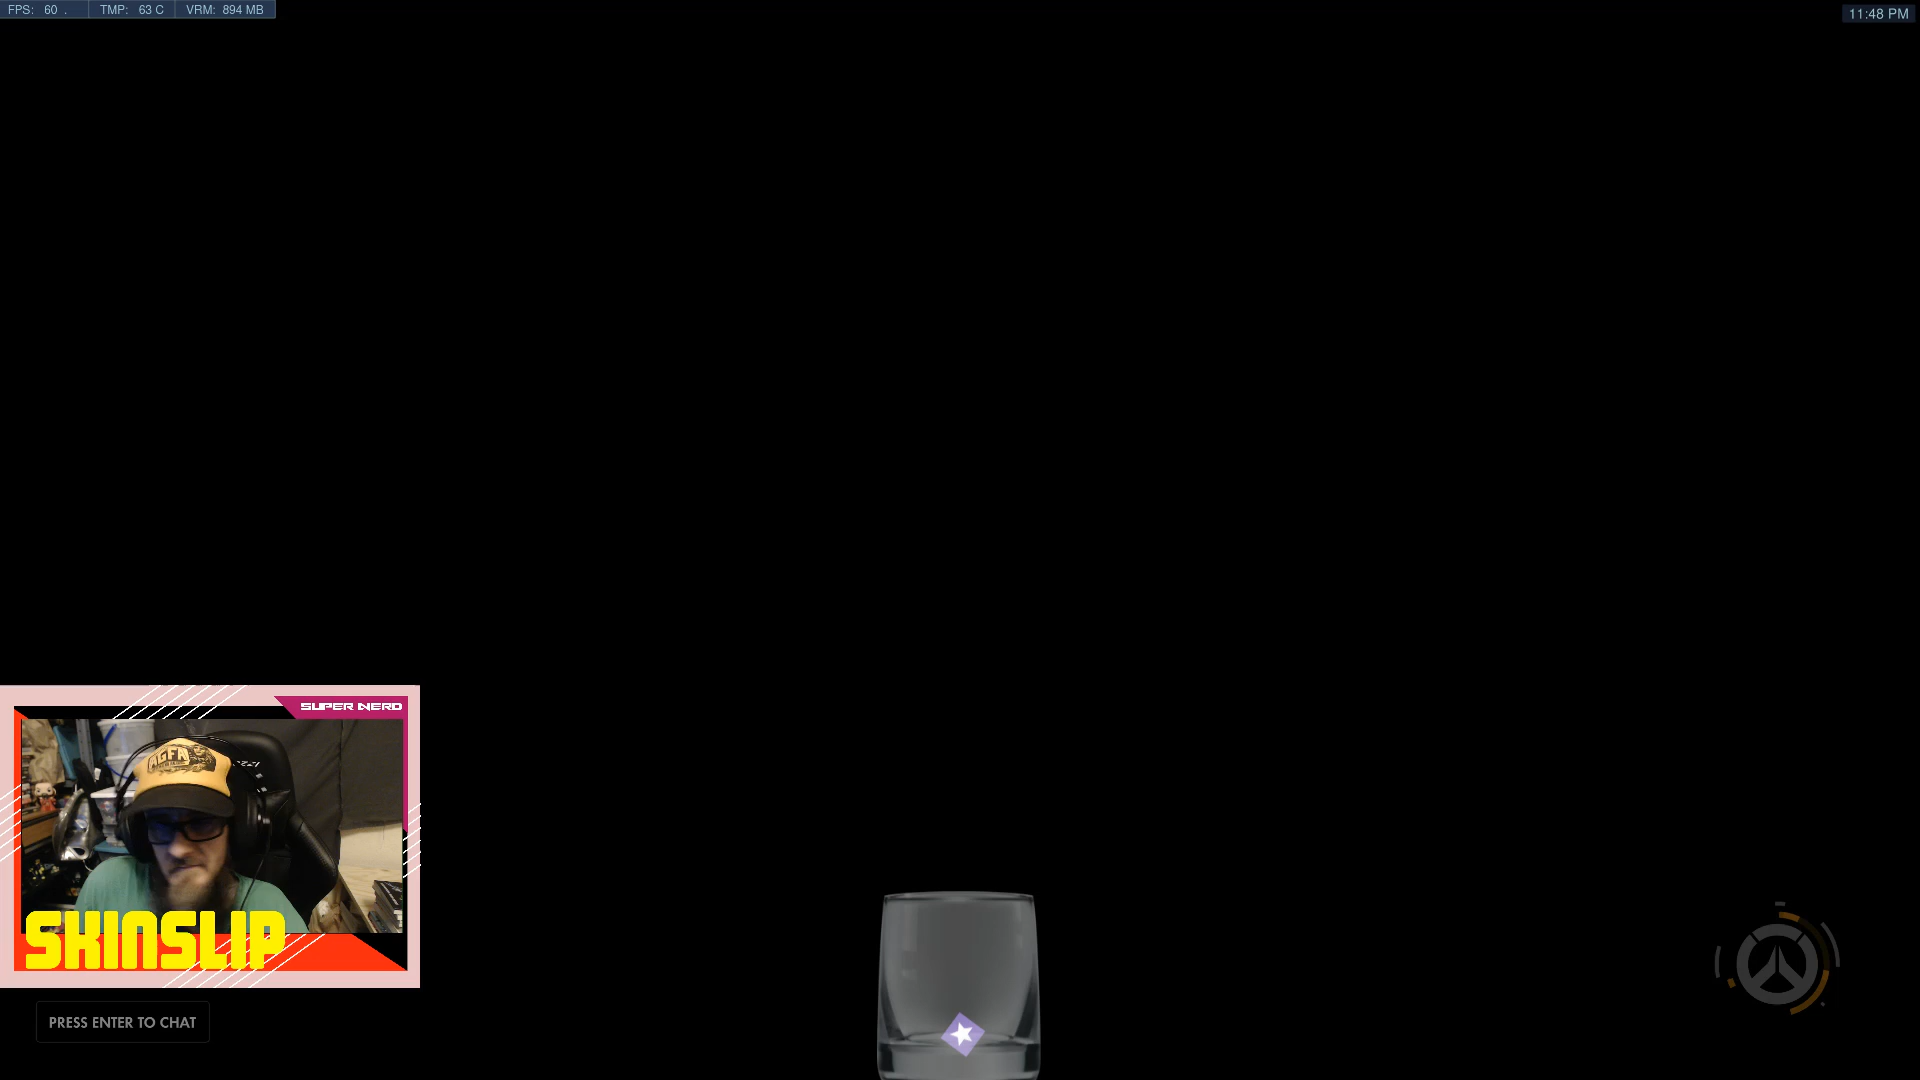 FPS: 60 . TMP: 63 C VRM: 894 MB
11:48 PM
SUPER NERD
AGFA
SKINSLIP
PRESS ENTER TO CHAT